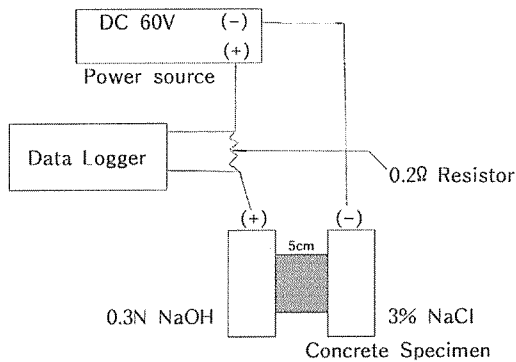 DC 60V (-)
(+)
Power source
Data Logger
0.2Ω Resistor
(+) (-)
5cm
0.3N NaOH 3% NaCl
Concrete Specimen